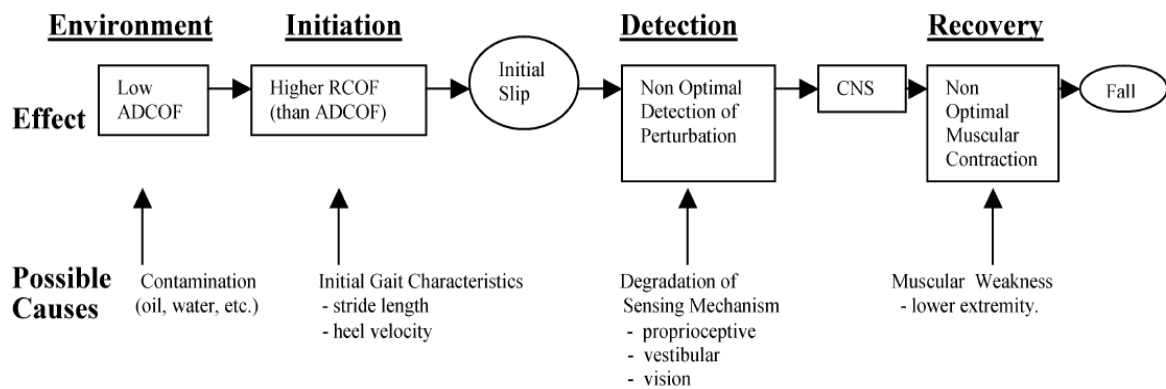 Environment
Initiation
Detection
Recovery
Effect
Low
ADCOF
Higher RCOF
(than ADCOF)
Initial
Slip
Non Optimal
Detection of
Perturbation
CNS
Non
Optimal
Muscular
Contraction
Fall
Possible
Causes
Contamination
(oil, water, etc.)
Initial Gait Characteristics
- stride length
- heel velocity
Degradation of
Sensing Mechanism
- proprioceptive
- vestibular
- vision
Muscular Weakness
- lower extremity.